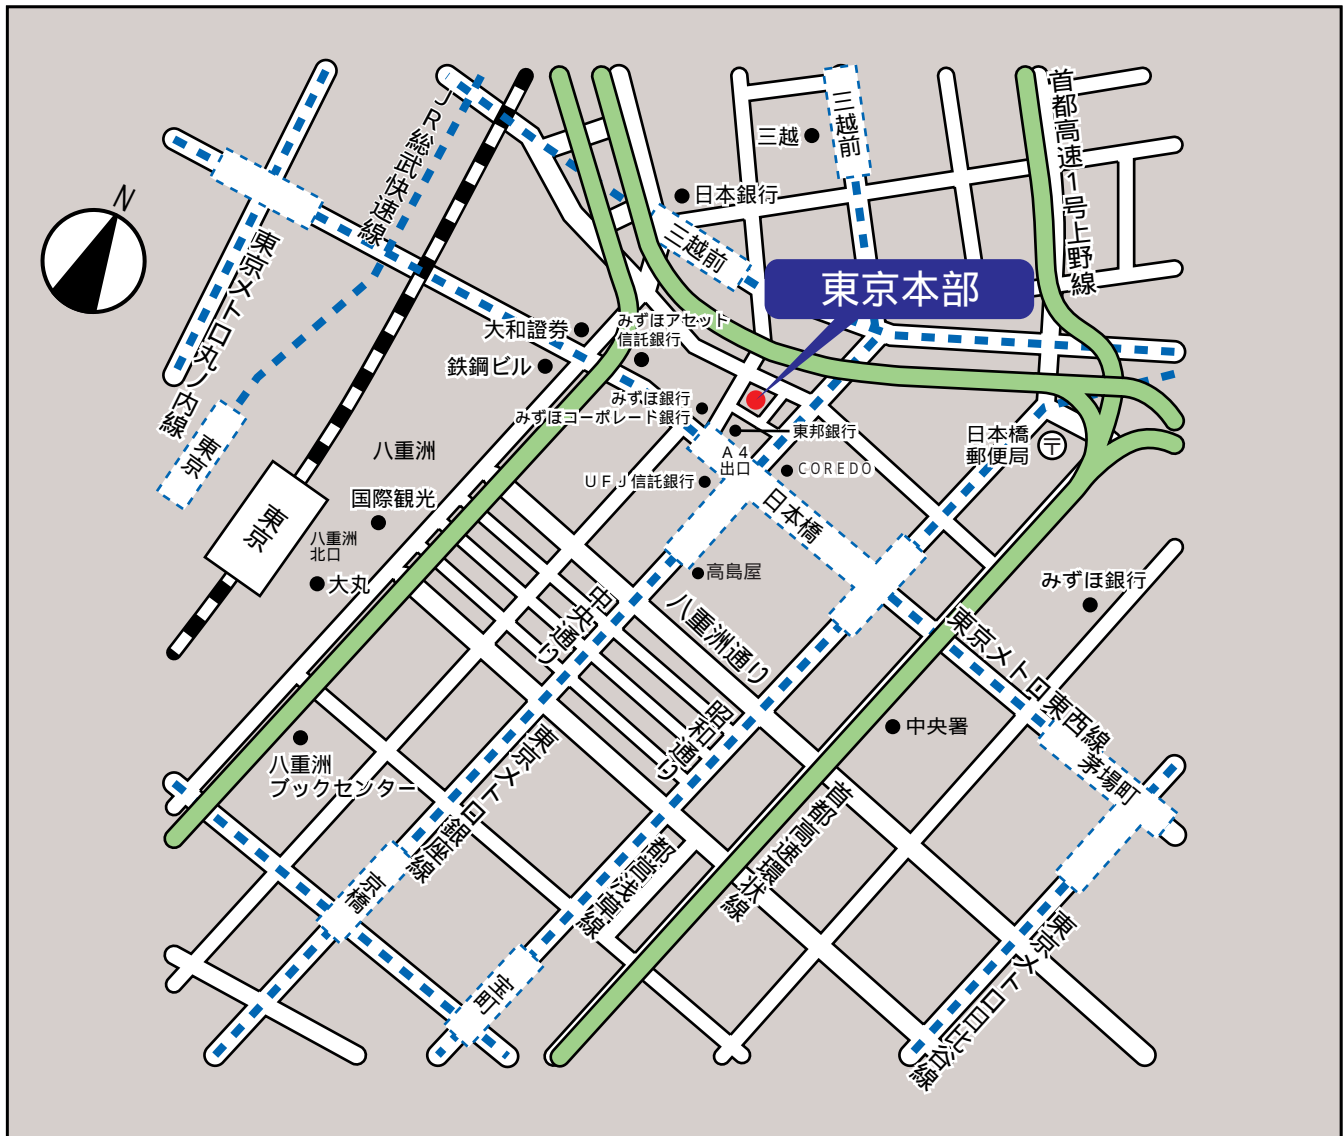 N
JR総武快速線
三越前
三越
日本銀行
首都高速1号上野線
三越前
東京メトロ丸ノ内線
東京本部
大和證券
みずほアセット
信託銀行
鉄鋼ビル
みずほ銀行
みずほコーポレート銀行
東邦銀行
日本橋
郵便局
〒
東京
八重洲
A4
出口
COREDO
UFJ信託銀行
国際観光
日本橋
東京
八重洲
北口
大丸
高島屋
みずほ銀行
中央通り
八重洲通り
東京メトロ東西線
昭和通り
中央署
東京メトロ銀座線
八重洲
ブックセンター
茅場町
首都高速環状線
都営浅草線
京橋
東京メトロ日比谷線
宝町